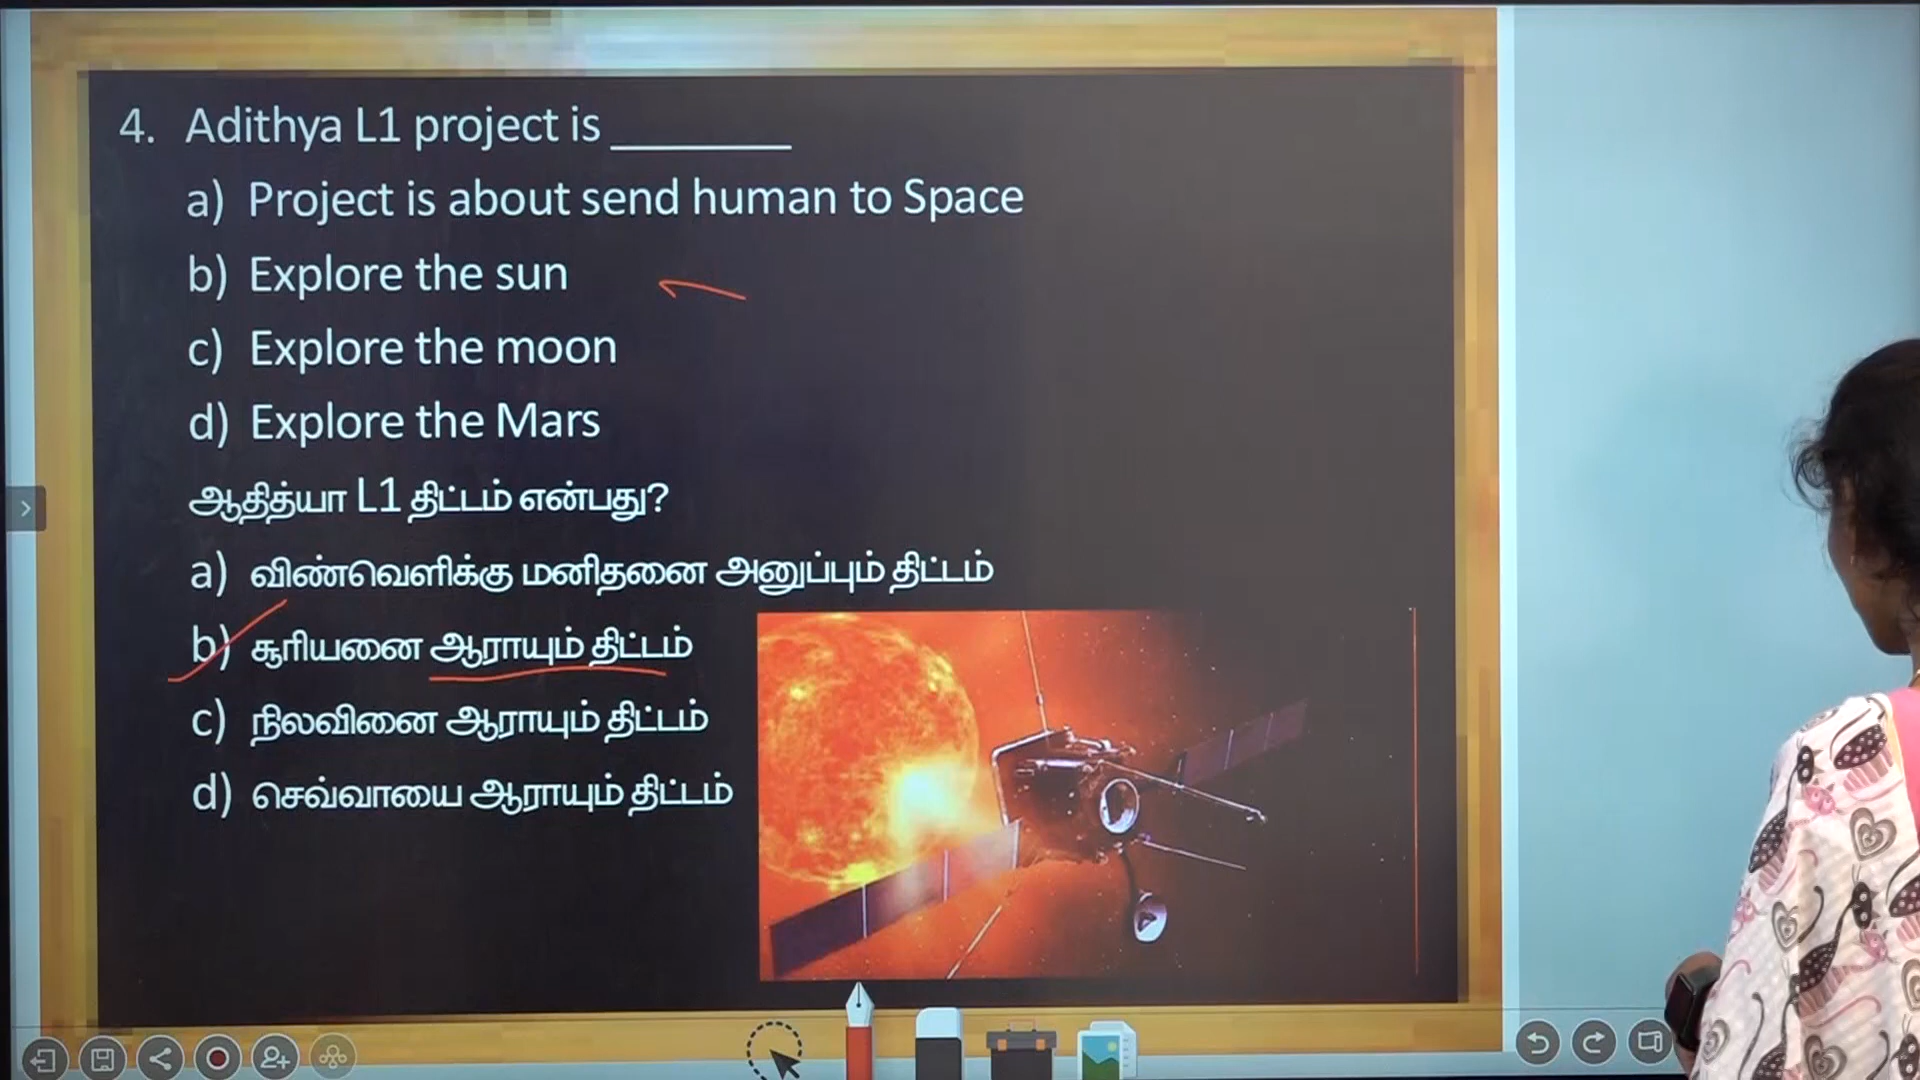 4. Adithya L1 project is ________
a) Project is about send human to Space
b) Explore the sun
c) Explore the moon
d) Explore the Mars
ஆதித்யா L1 திட்டம் என்பது?
a) விண்வெளிக்கு மனிதனை அனுப்பும் திட்டம்
b) சூரியனை ஆராயும் திட்டம்
c) நிலவினை ஆராயும் திட்டம்
d) செவ்வாயை ஆராயும் திட்டம்